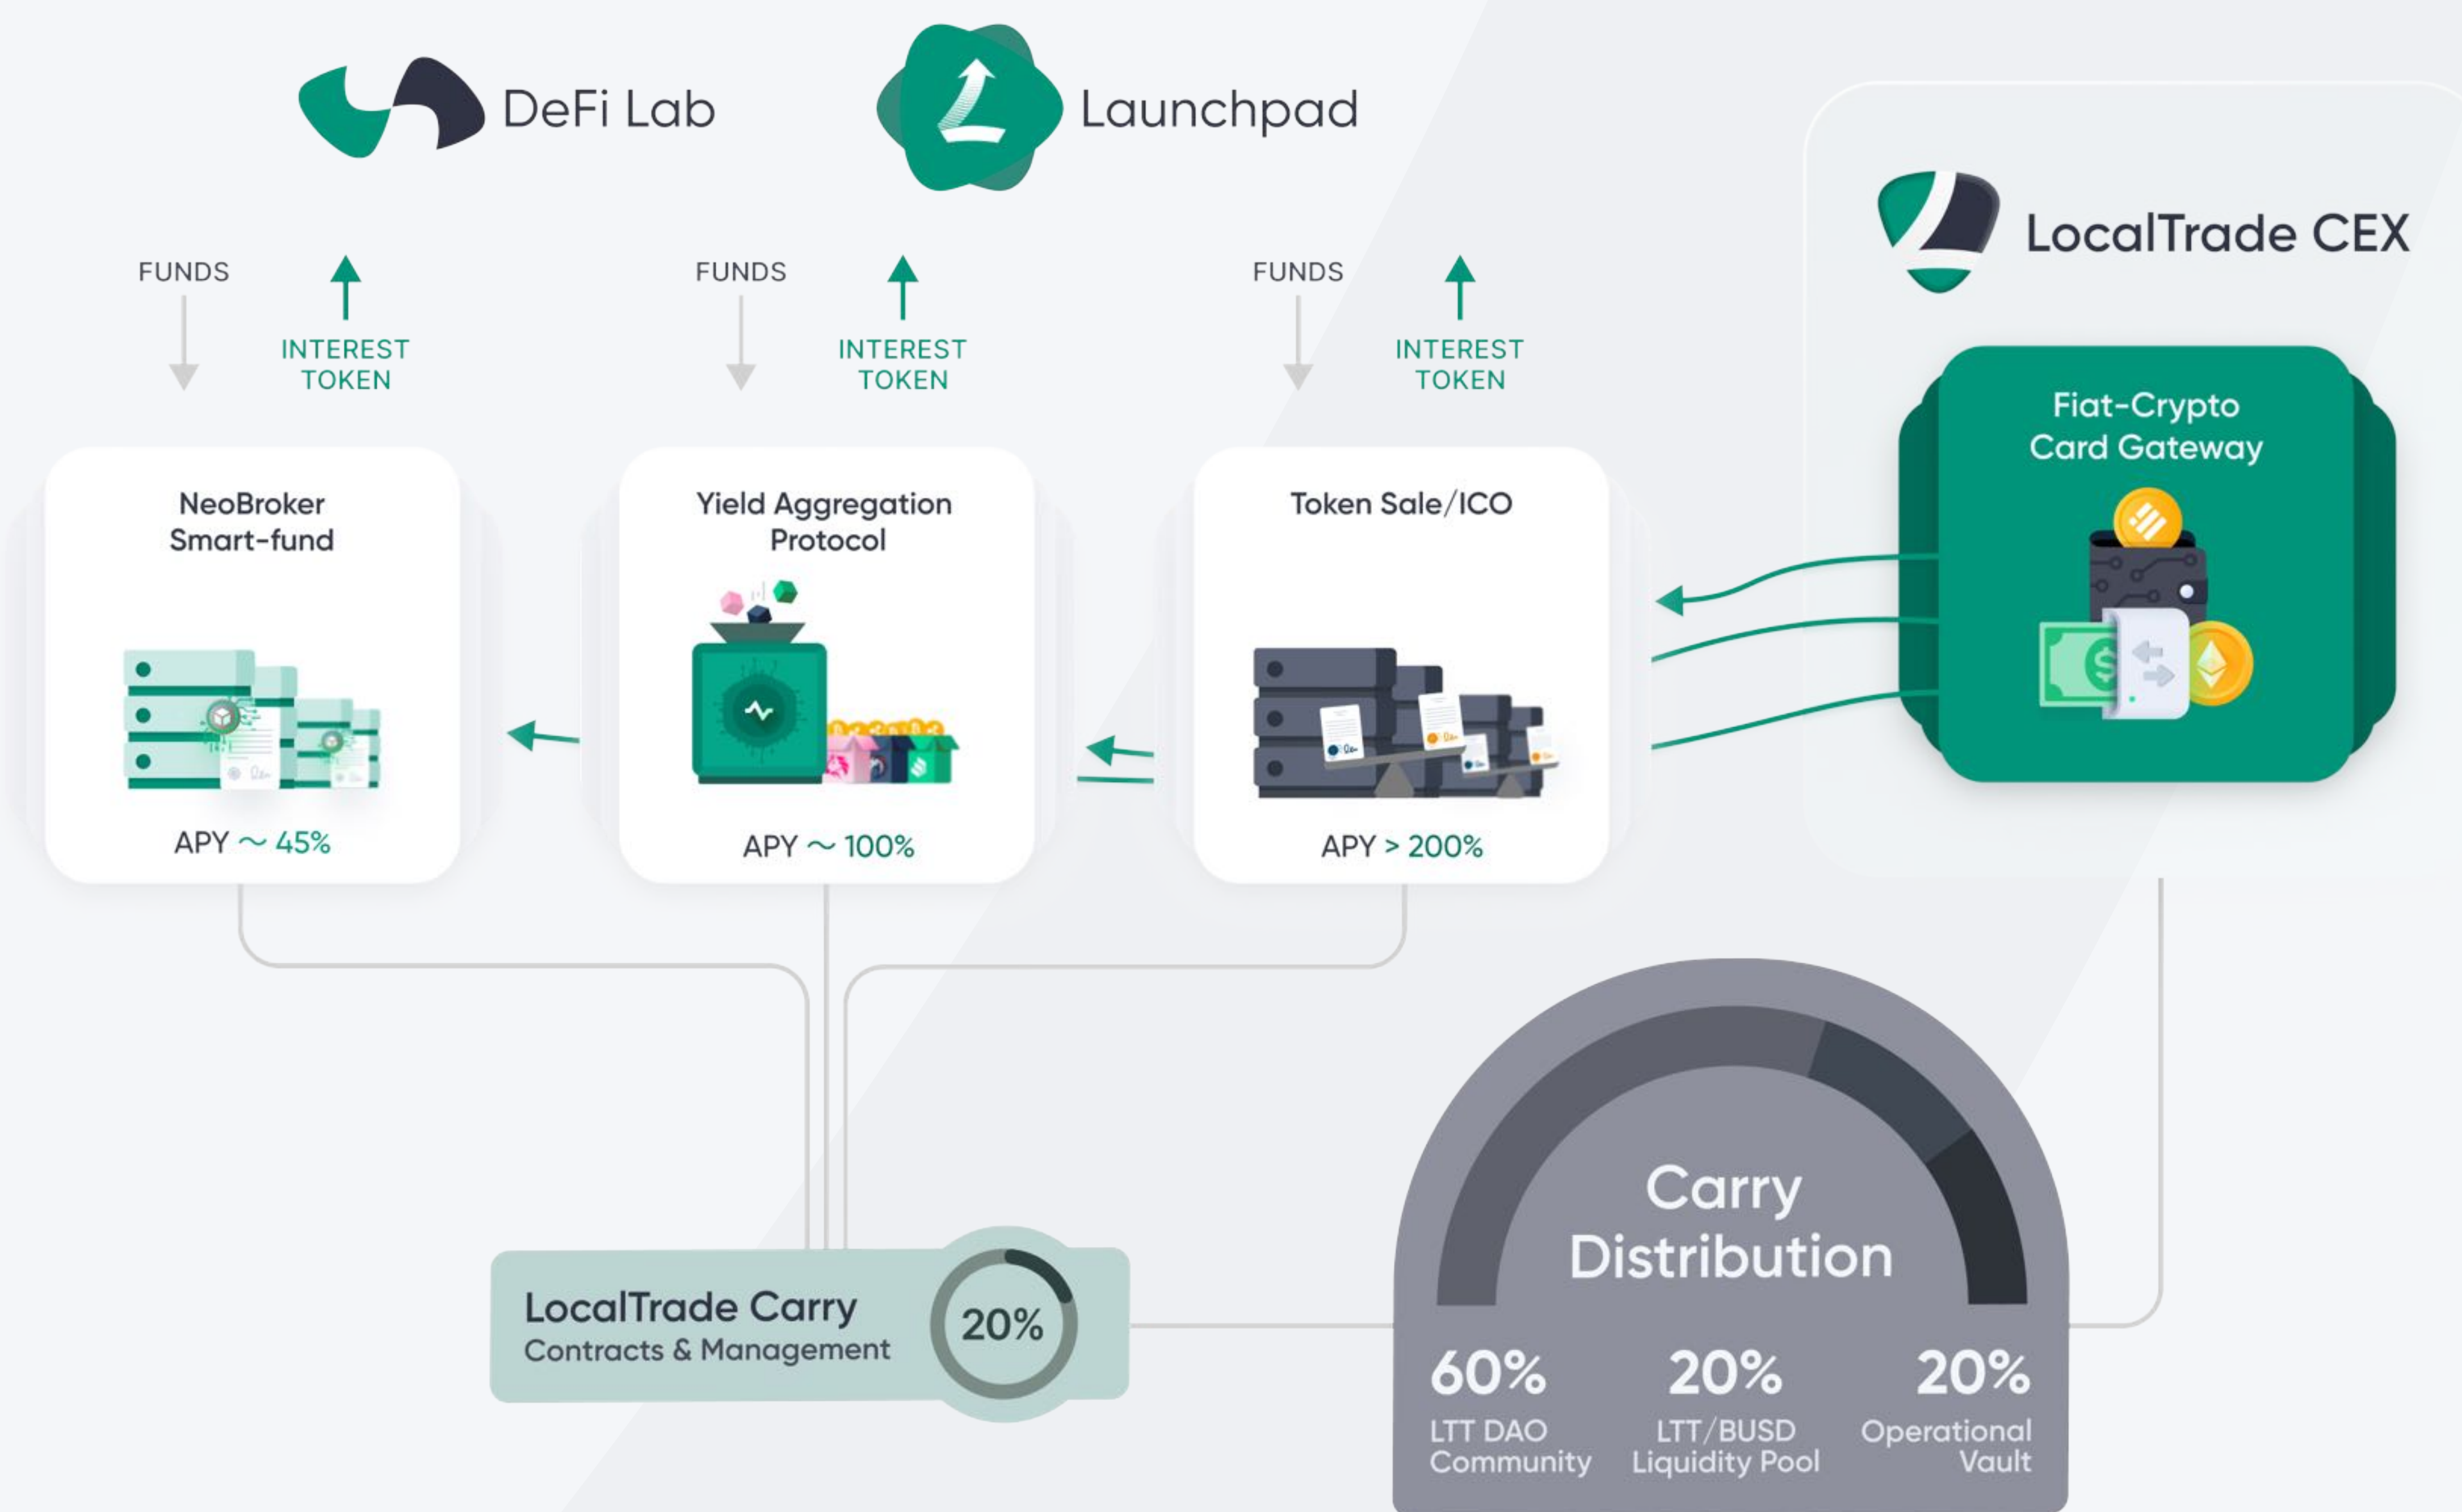 DeFi Lab
Launchpad
LocalTrade CEX
FUNDS
INTEREST
TOKEN
FUNDS
INTEREST
TOKEN
FUNDS
INTEREST
TOKEN
Fiat-Crypto
Card Gateway
NeoBroker
Smart-fund
APY ~ 45%
Yield Aggregation
Protocol
APY ~ 100%
Token Sale/ICO
APY > 200%
LocalTrade Carry
Contracts & Management
20%
Carry
Distribution
60%
LTT DAO
Community
20%
LTT/BUSD
Liquidity Pool
20%
Operational
Vault